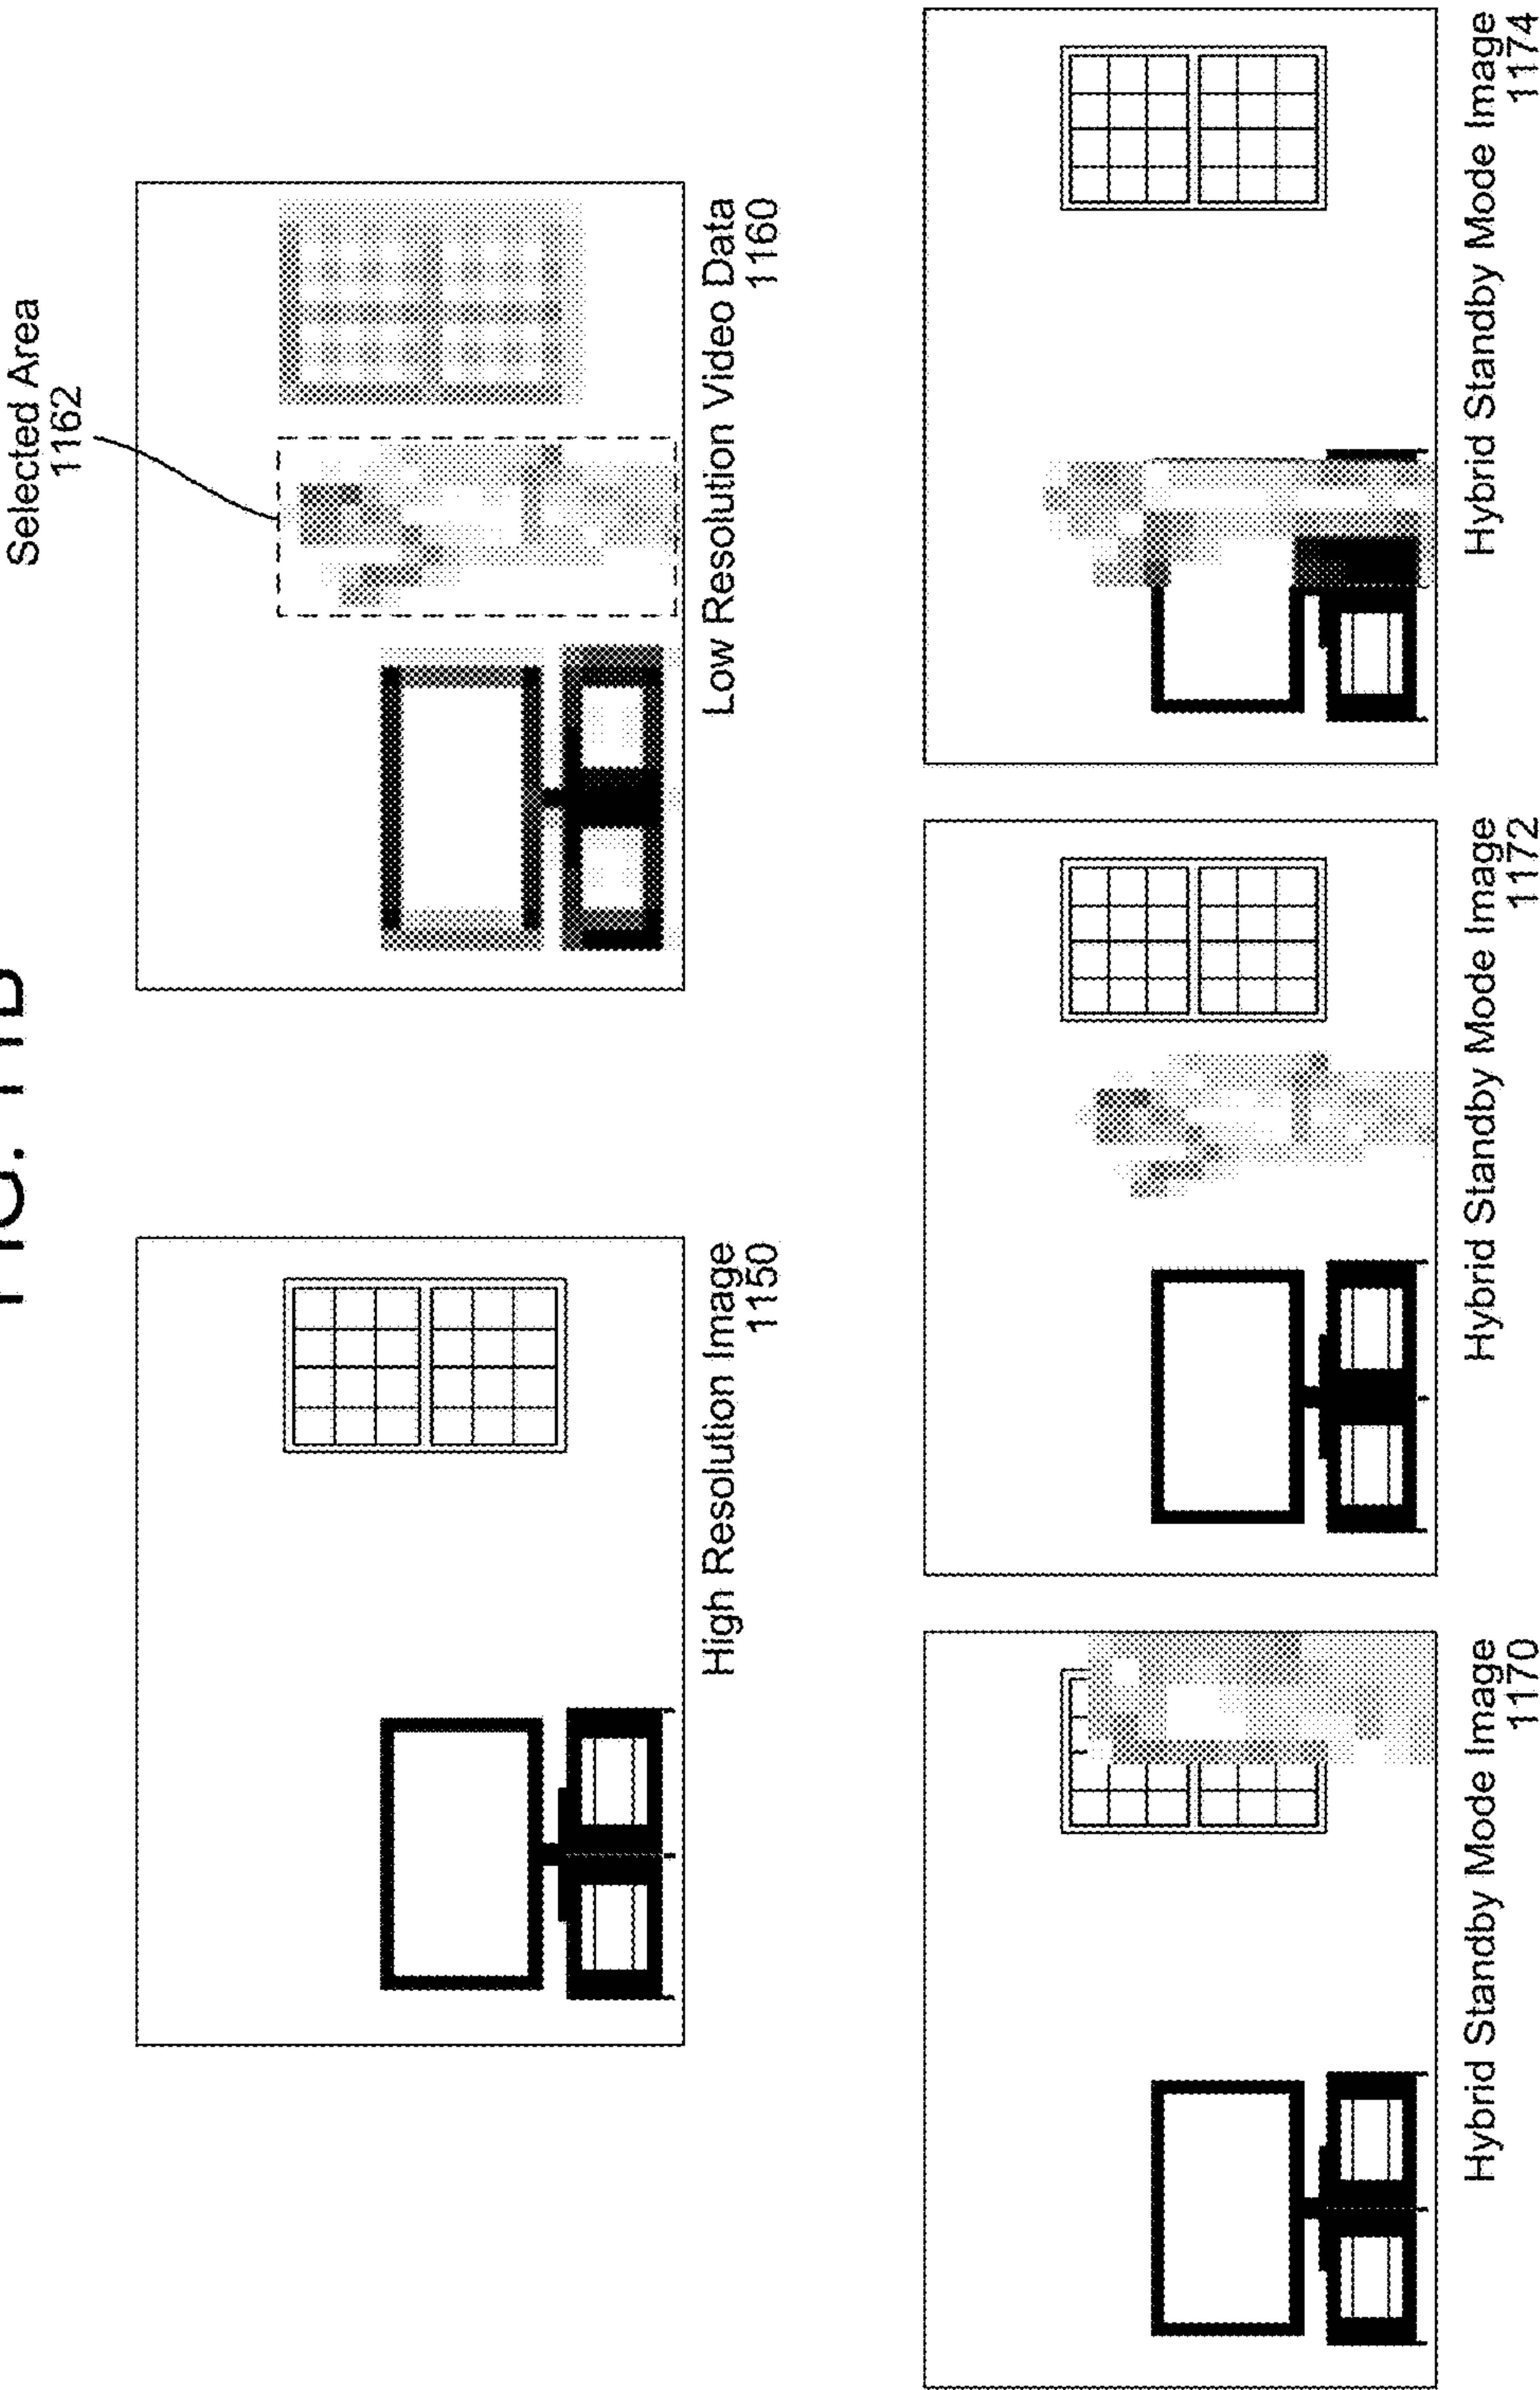 FIG. 11B
High Resolution Image
1150
Selected Area
1162
Low Resolution Video Data
1160
Hybrid Standby Mode Image
1170
Hybrid Standby Mode Image
1172
Hybrid Standby Mode Image
1174